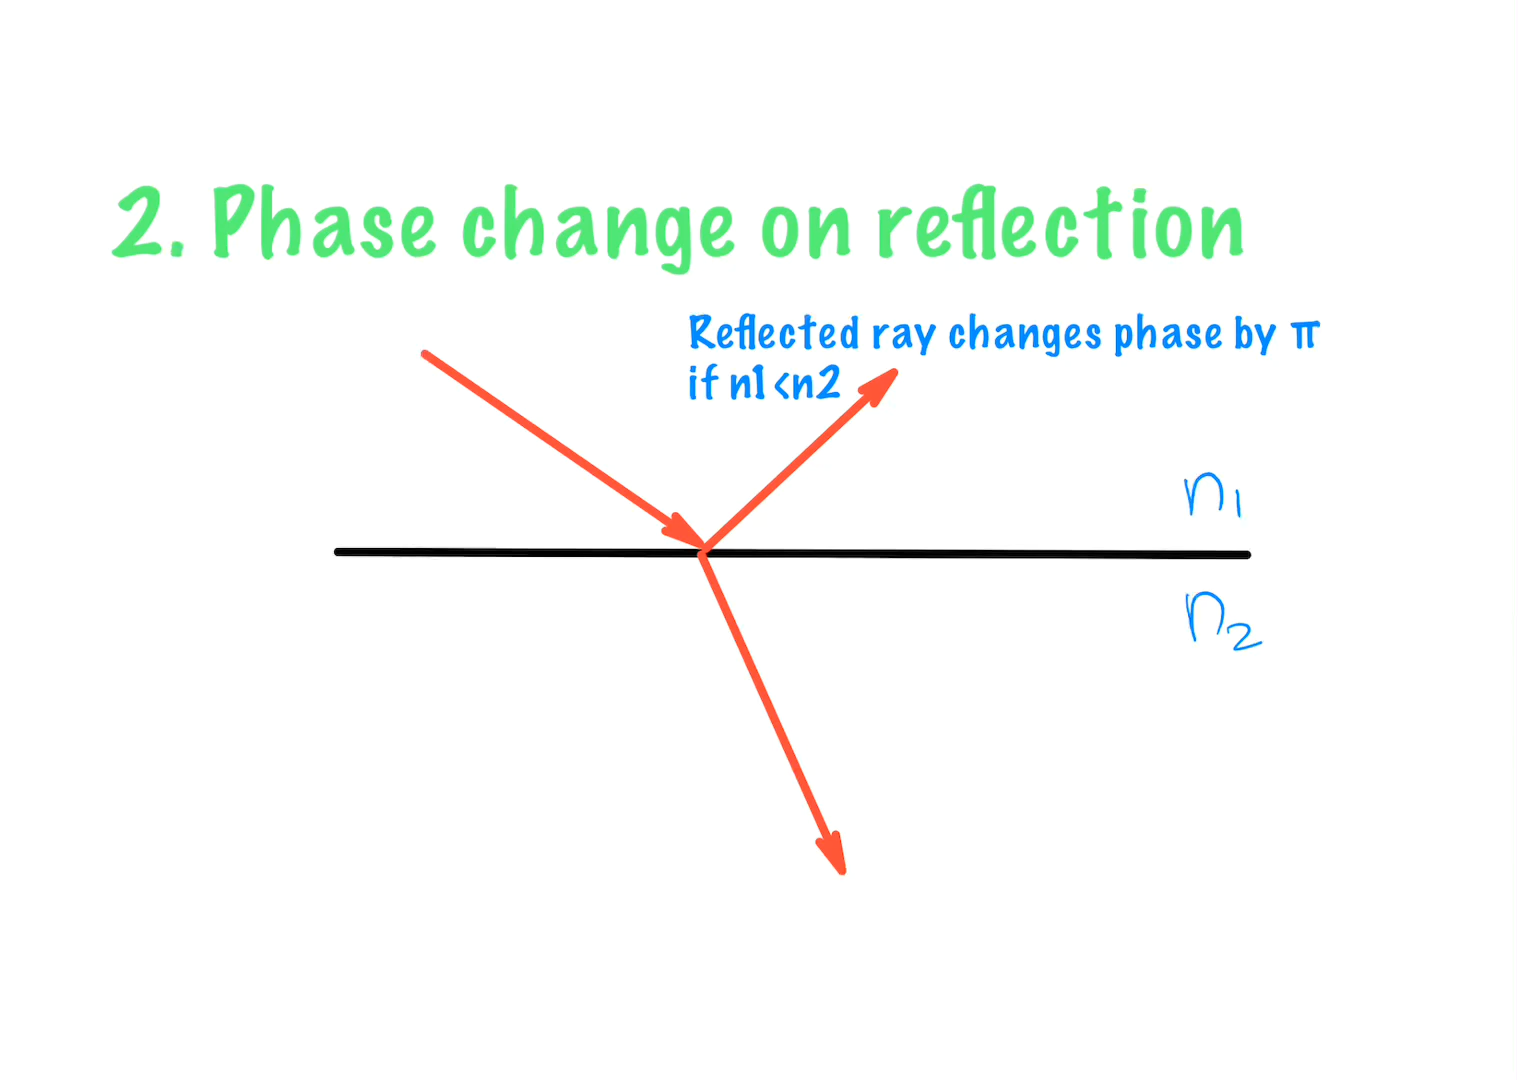 2. Phase change on reflection
Reflected ray changes phase by π
if n1<n2
n₁
n₂